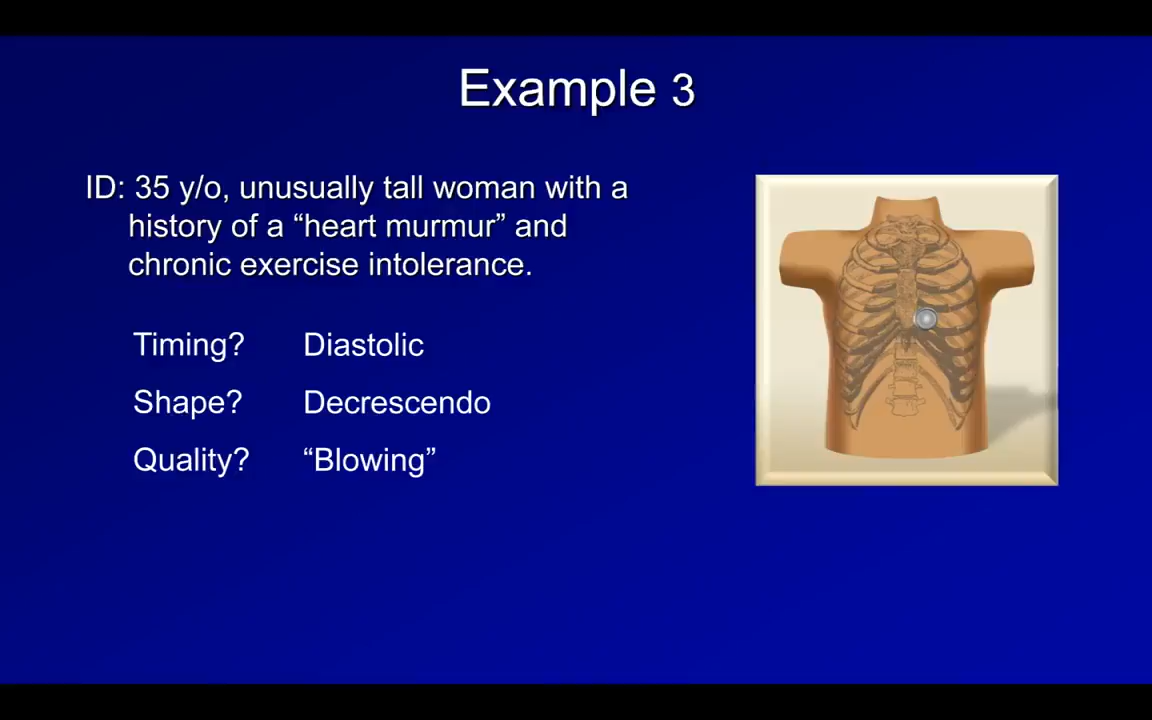 Example 3
ID: 35 y/o, unusually tall woman with a
history of a “heart murmur” and
chronic exercise intolerance.
Timing? Diastolic
Shape? Decrescendo
Quality? “Blowing”